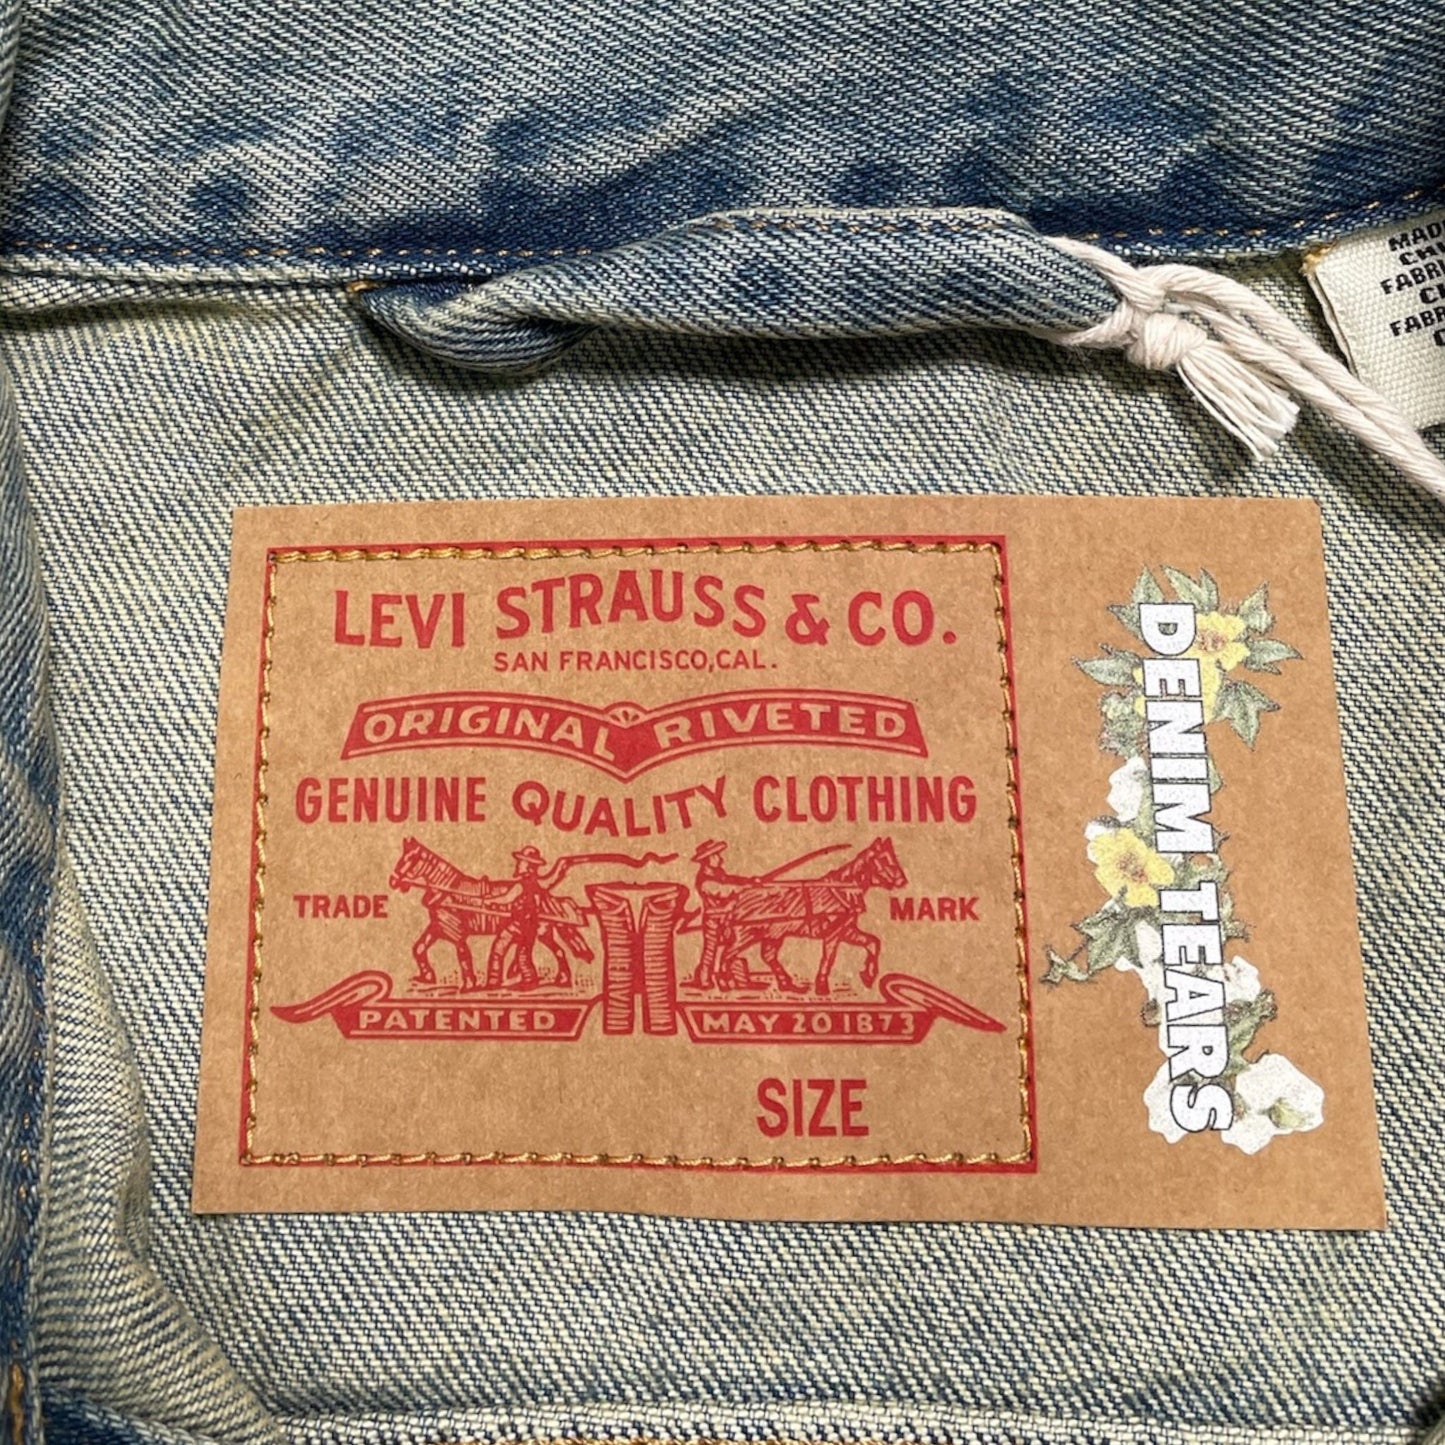 LEVI STRAUSS & CO.
SAN FRANCISCO, CAL.
ORIGINAL RIVETED
GENUINE QUALITY CLOTHING
TRADE MARK
PATENTED MAY 20 1873
SIZE
DENIM TEARS